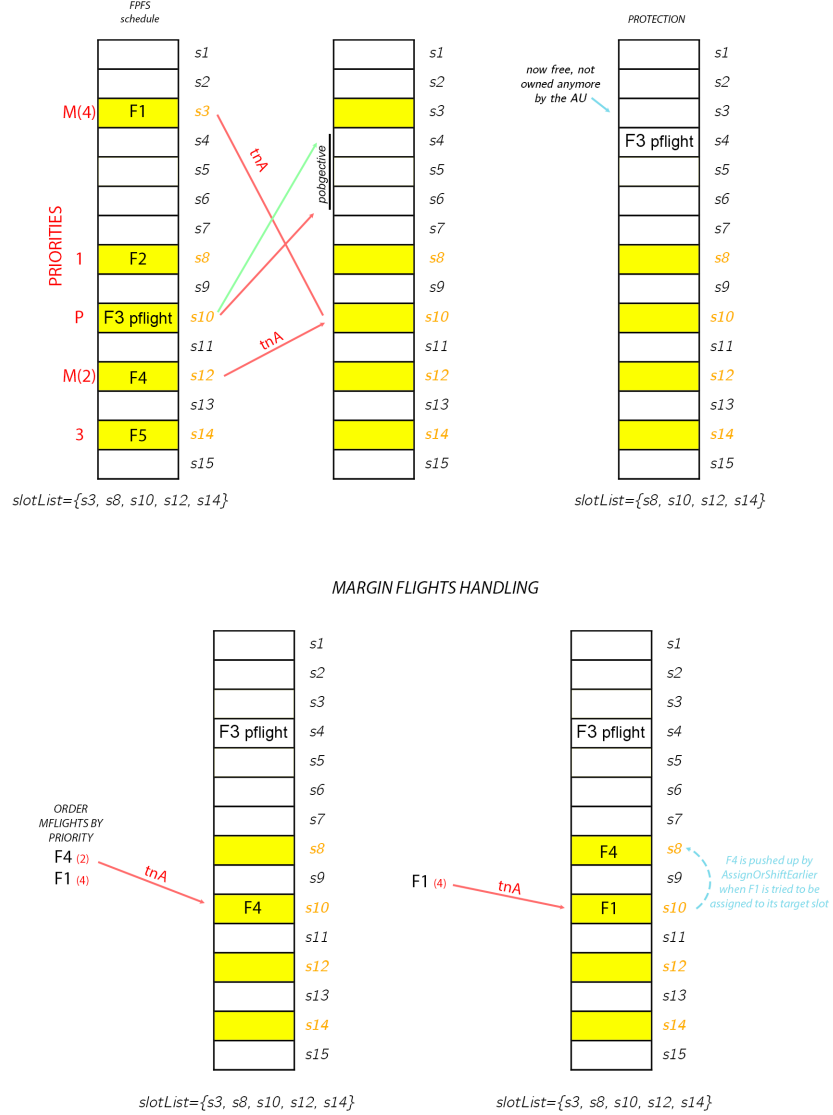 FPFS
schedule
PROTECTION
s1
s2
M(4) F1 s3
s4
s5
s6
s7
1 F2 s8
s9
P F3 pflight s10
s11
M(2) F4 s12
s13
3 F5 s14
s15
PRIORITIES
tnA
tnA
pobgective
s1
s2
s3
s4
s5
s6
s7
s8
s9
s10
s11
s12
s13
s14
s15
now free, not
owned anymore
by the AU
s1
s2
s3
F3 pflight s4
s5
s6
s7
s8
s9
s10
s11
s12
s13
s14
s15
slotList={s3, s8, s10, s12, s14}
slotList={s8, s10, s12, s14}
MARGIN FLIGHTS HANDLING
ORDER
MFLIGHTS BY
PRIORITY
F4 (2)
F1 (4)
tnA
s1
s2
s3
F3 pflight s4
s5
s6
s7
s8
s9
F4 s10
s11
s12
s13
s14
s15
F1 (4)
tnA
s1
s2
s3
F3 pflight s4
s5
s6
s7
F4 s8
s9
F1 s10
s11
s12
s13
s14
s15
F4 is pushed up by
AssignOrShiftEarlier
when F1 is tried to be
assigned to its target slot
slotList={s3, s8, s10, s12, s14}
slotList={s3, s8, s10, s12, s14}